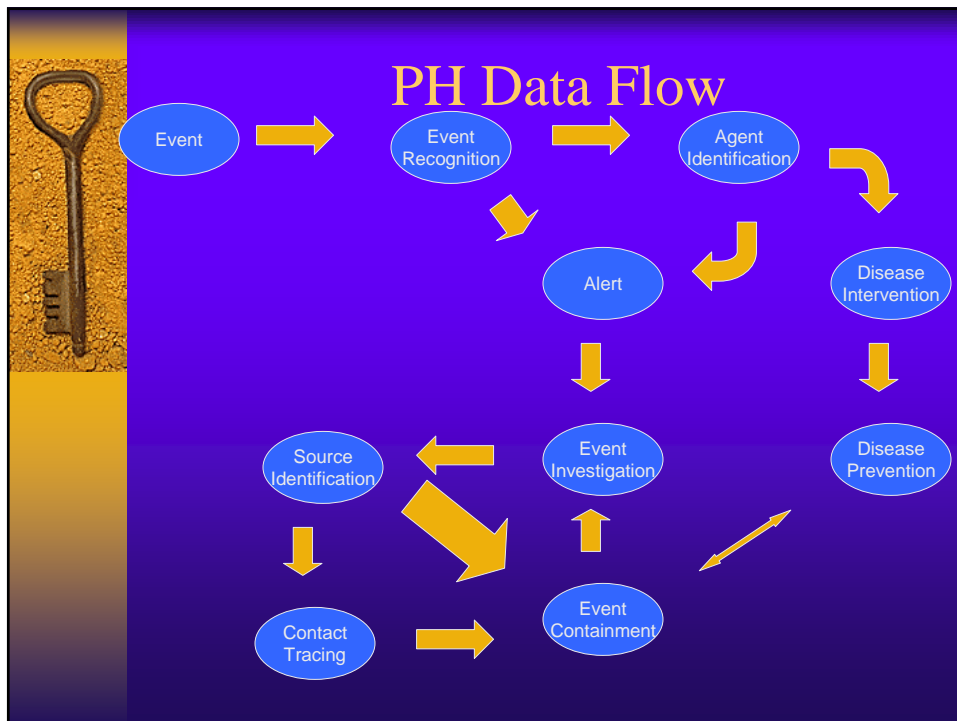 PH Data Flow
Event
Event
Recognition
Agent
Identification
Alert
Disease
Intervention
Source
Identification
Event
Investigation
Disease
Prevention
Contact
Tracing
Event
Containment